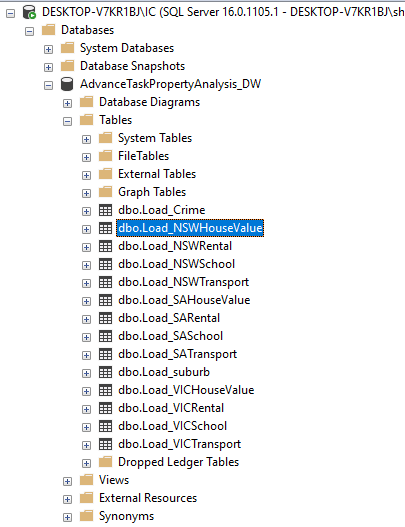 DESKTOP-V7KR1BJ\IC (SQL Server 16.0.1105.1 - DESKTOP-V7KR1BJ\sh
Databases
System Databases
Database Snapshots
AdvanceTaskPropertyAnalysis_DW
Database Diagrams
Tables
System Tables
FileTables
External Tables
Graph Tables
dbo.Load_Crime
dbo.Load_NSWHouseValue
dbo.Load_NSWRental
dbo.Load_NSWSchool
dbo.Load_NSWTransport
dbo.Load_SAHouseValue
dbo.Load_SARental
dbo.Load_SASchool
dbo.Load_SATransport
dbo.Load_suburb
dbo.Load_VICHouseValue
dbo.Load_VICRental
dbo.Load_VICSchool
dbo.Load_VICTransport
Dropped Ledger Tables
Views
External Resources
Synonyms